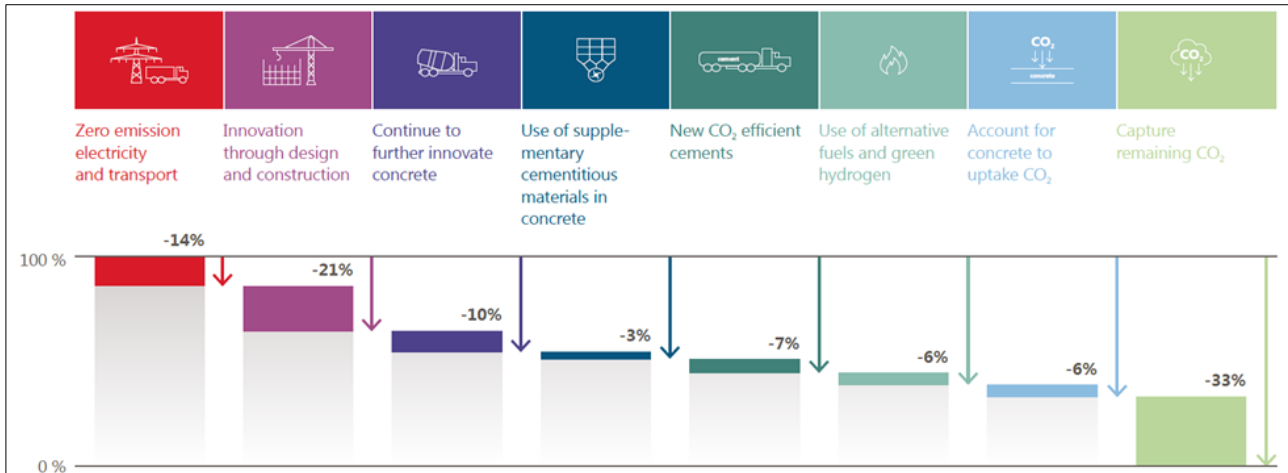 cement
CO₂
concrete
CO₂
Zero emission
electricity
and transport
Innovation
through design
and construction
Continue to
further innovate
concrete
Use of supple-
mentary
cementitious
materials in
concrete
New CO₂ efficient
cements
Use of alternative
fuels and green
hydrogen
Account for
concrete to
uptake CO₂
Capture
remaining CO₂
100 %
-14%
-21%
-10%
-3%
-7%
-6%
-6%
-33%
0 %